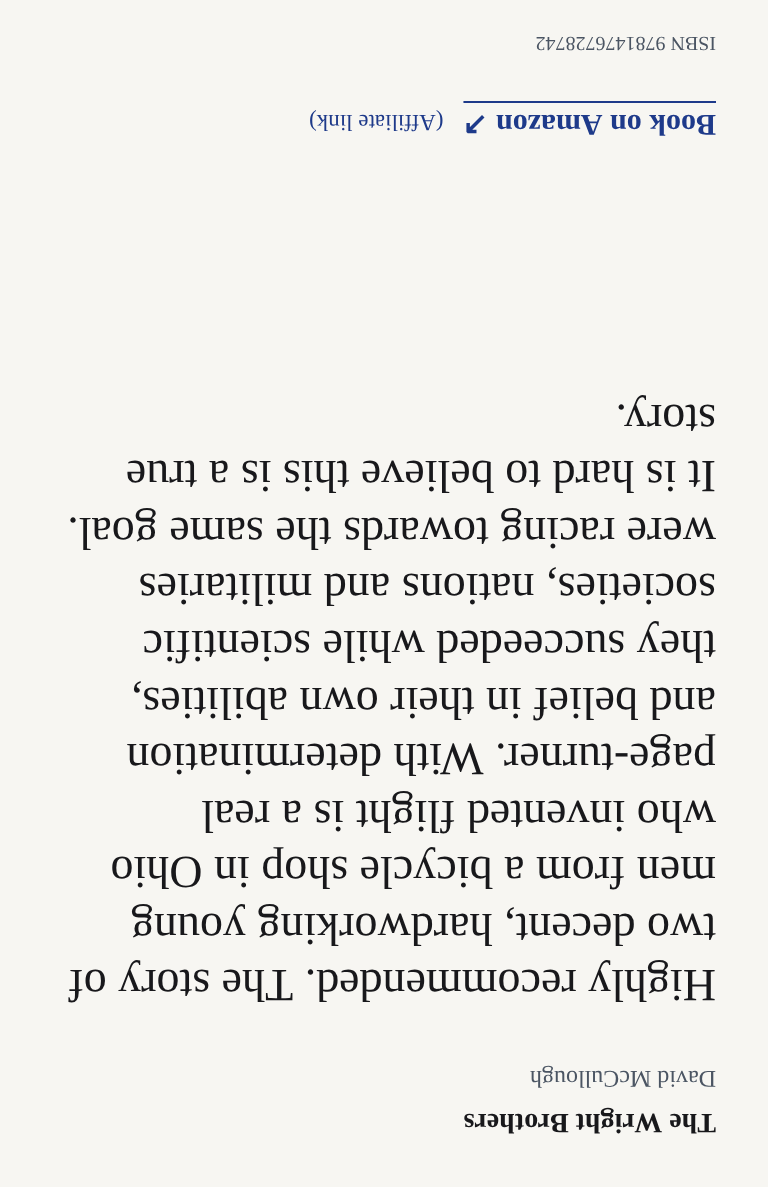 The Wright Brothers
David McCullough
Highly recommended. The story of
two decent, hardworking young
men from a bicycle shop in Ohio
who invented flight is a real
page-turner. With determination
and belief in their own abilities,
they succeeded while scientific
societies, nations and militaries
were racing towards the same goal.
It is hard to believe this is a true
story.
Book on Amazon ↗ (Affiliate link)
ISBN 9781476728742